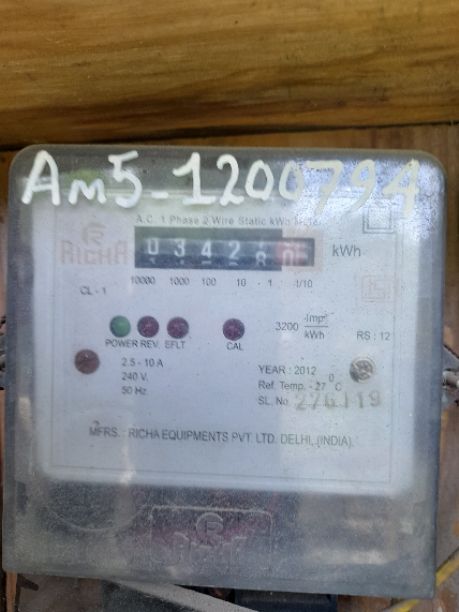 Am5-1200794
A.C. 1 Phase 2 Wire Static kWh Meter
RICHA
0342
kWh
10000 1000 100 10 1 1/10
CL - 1
3200 Imp/kWh
RS : 12
POWER REV. EFLT
CAL
2.5 - 10 A
240 V.
50 Hz
YEAR : 2012
Ref. Temp. - 27°C
SL. No. 276119
MFRS. : RICHA EQUIPMENTS PVT. LTD. DELHI, (INDIA).